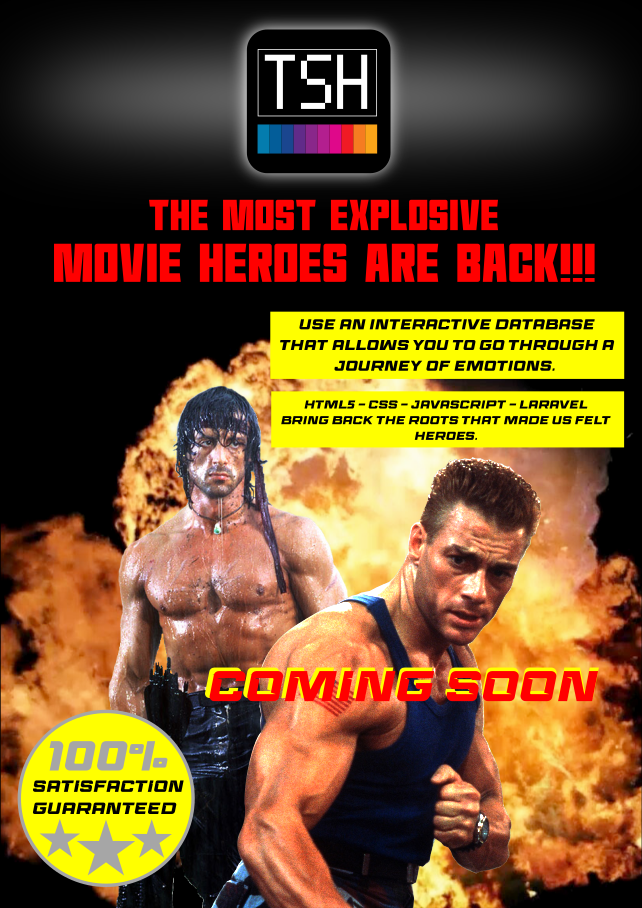 TSH
THE MOST EXPLOSIVE
MOVIE HEROES ARE BACK!!!
USE AN INTERACTIVE DATABASE
THAT ALLOWS YOU TO GO THROUGH A
JOURNEY OF EMOTIONS.
HTML5 - CSS - JAVASCRIPT - LARAVEL
BRING BACK THE ROOTS THAT MADE US FELT
HEROES.
COMING SOON
100%
SATISFACTION
GUARANTEED